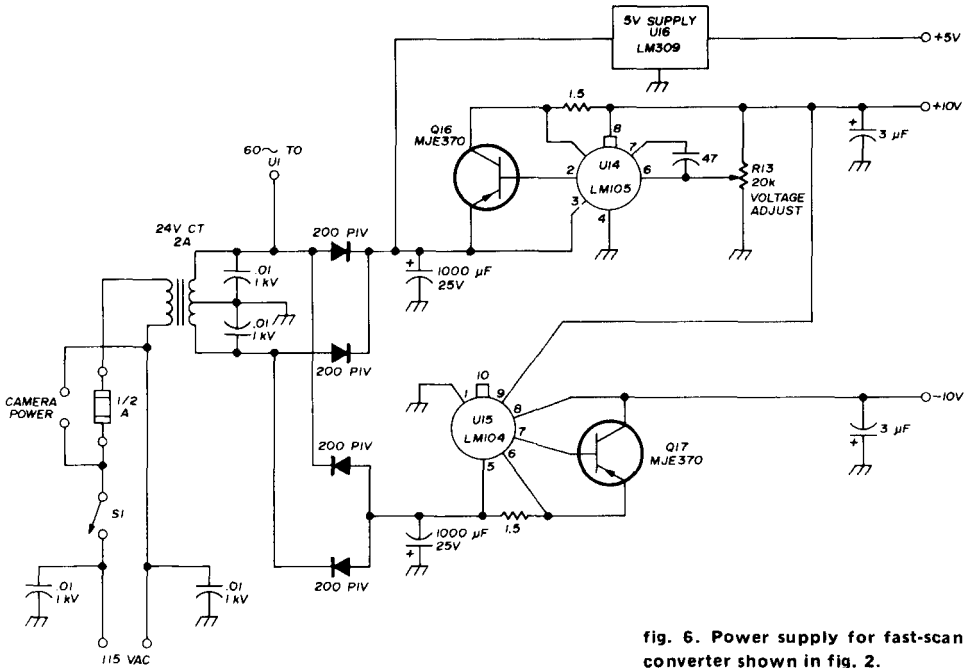 5V SUPPLY
U16
LM309
+5V
1.5
+10V
Q16
MJE370
8
7
U14
LM105
2
6
3
4
47
3 µF
+
R13
20k
VOLTAGE
ADJUST
60~ TO
U1
24V CT
2A
200 PIV
.01
1 kV
.01
1 kV
+
1000 µF
25V
200 PIV
CAMERA
POWER
1/2
A
S1
.01
1 kV
.01
1 kV
115 VAC
200 PIV
200 PIV
10
1
9
8
7
6
5
U15
LM104
Q17
MJE370
-10V
3 µF
+
1000 µF
25V
+
1.5
fig. 6. Power supply for fast-scan
converter shown in fig. 2.